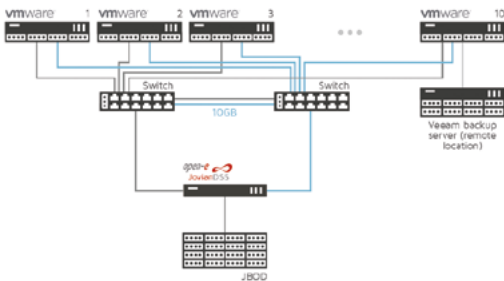 vmware 1
vmware 2
vmware 3
vmware 10
Switch
Switch
10GB
Veeam backup
server (remote
location)
open-e
JovianDSS
JBOD